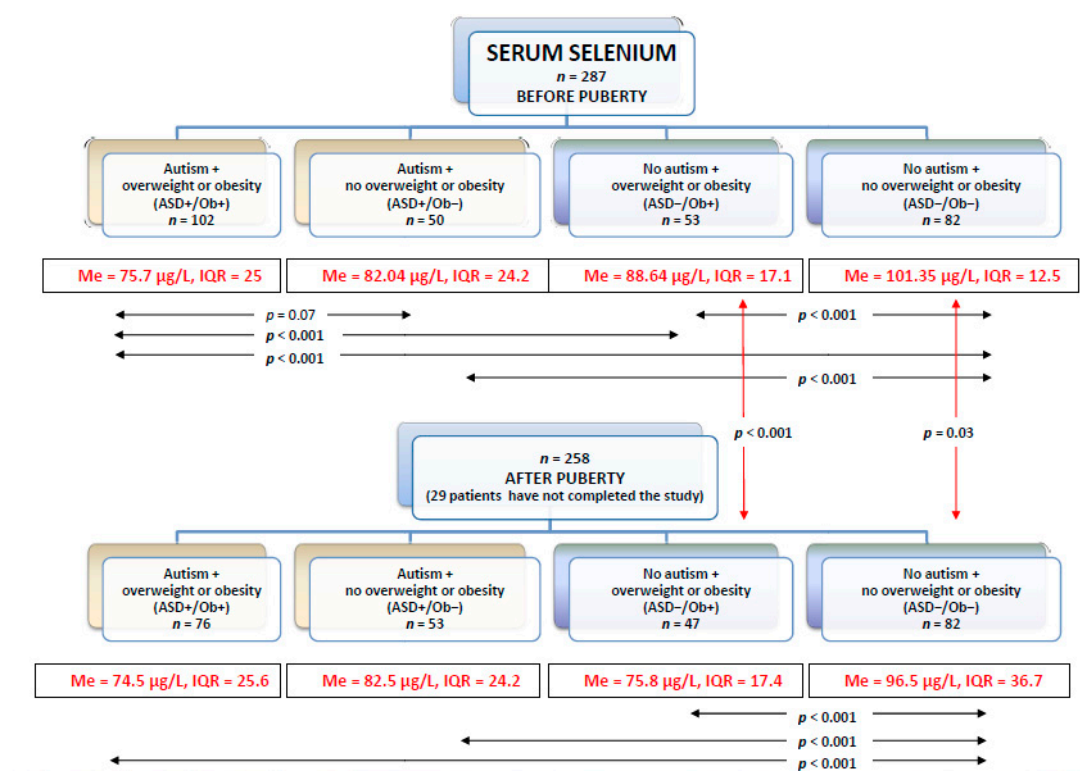 SERUM SELENIUM
n = 287
BEFORE PUBERTY
Autism +
overweight or obesity
(ASD+/Ob+)
n = 102
Autism +
no overweight or obesity
(ASD+/Ob−)
n = 50
No autism +
overweight or obesity
(ASD−/Ob+)
n = 53
No autism +
no overweight or obesity
(ASD−/Ob−)
n = 82
Me = 75.7 µg/L, IQR = 25
Me = 82.04 µg/L, IQR = 24.2
Me = 88.64 µg/L, IQR = 17.1
Me = 101.35 µg/L, IQR = 12.5
p = 0.07
p < 0.001
p < 0.001
p < 0.001
p < 0.001
p < 0.001
p = 0.03
n = 258
AFTER PUBERTY
(29 patients have not completed the study)
Autism +
overweight or obesity
(ASD+/Ob+)
n = 76
Autism +
no overweight or obesity
(ASD+/Ob−)
n = 53
No autism +
overweight or obesity
(ASD−/Ob+)
n = 47
No autism +
no overweight or obesity
(ASD−/Ob−)
n = 82
Me = 74.5 µg/L, IQR = 25.6
Me = 82.5 µg/L, IQR = 24.2
Me = 75.8 µg/L, IQR = 17.4
Me = 96.5 µg/L, IQR = 36.7
p < 0.001
p < 0.001
p < 0.001